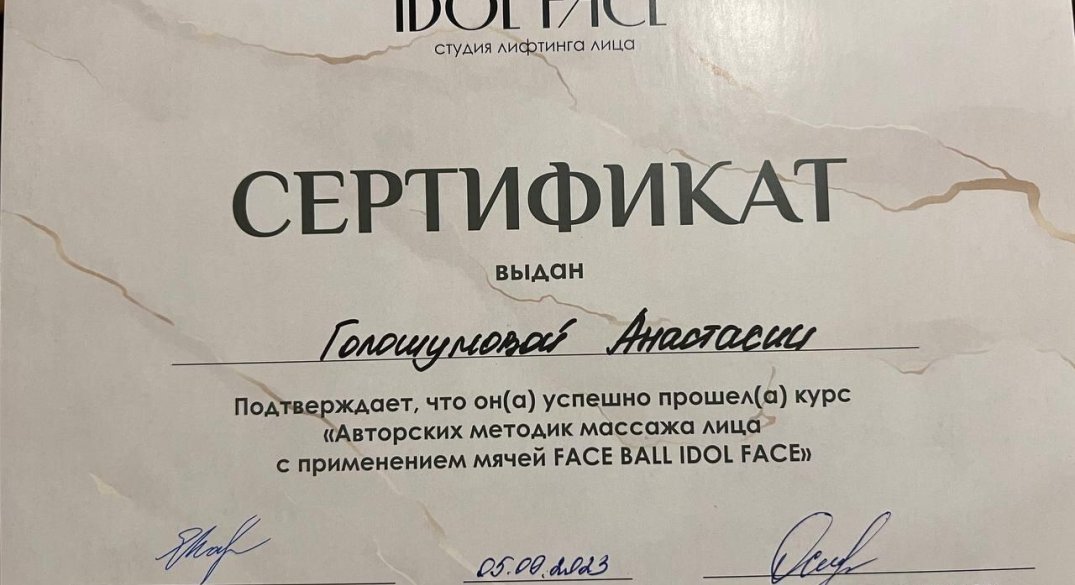 IDOL FACE
студия лифтинга лица
СЕРТИФИКАТ
выдан
Голошумовой Анастасии
Подтверждает, что он(а) успешно прошел(а) курс
«Авторских методик массажа лица
с применением мячей FACE BALL IDOL FACE»